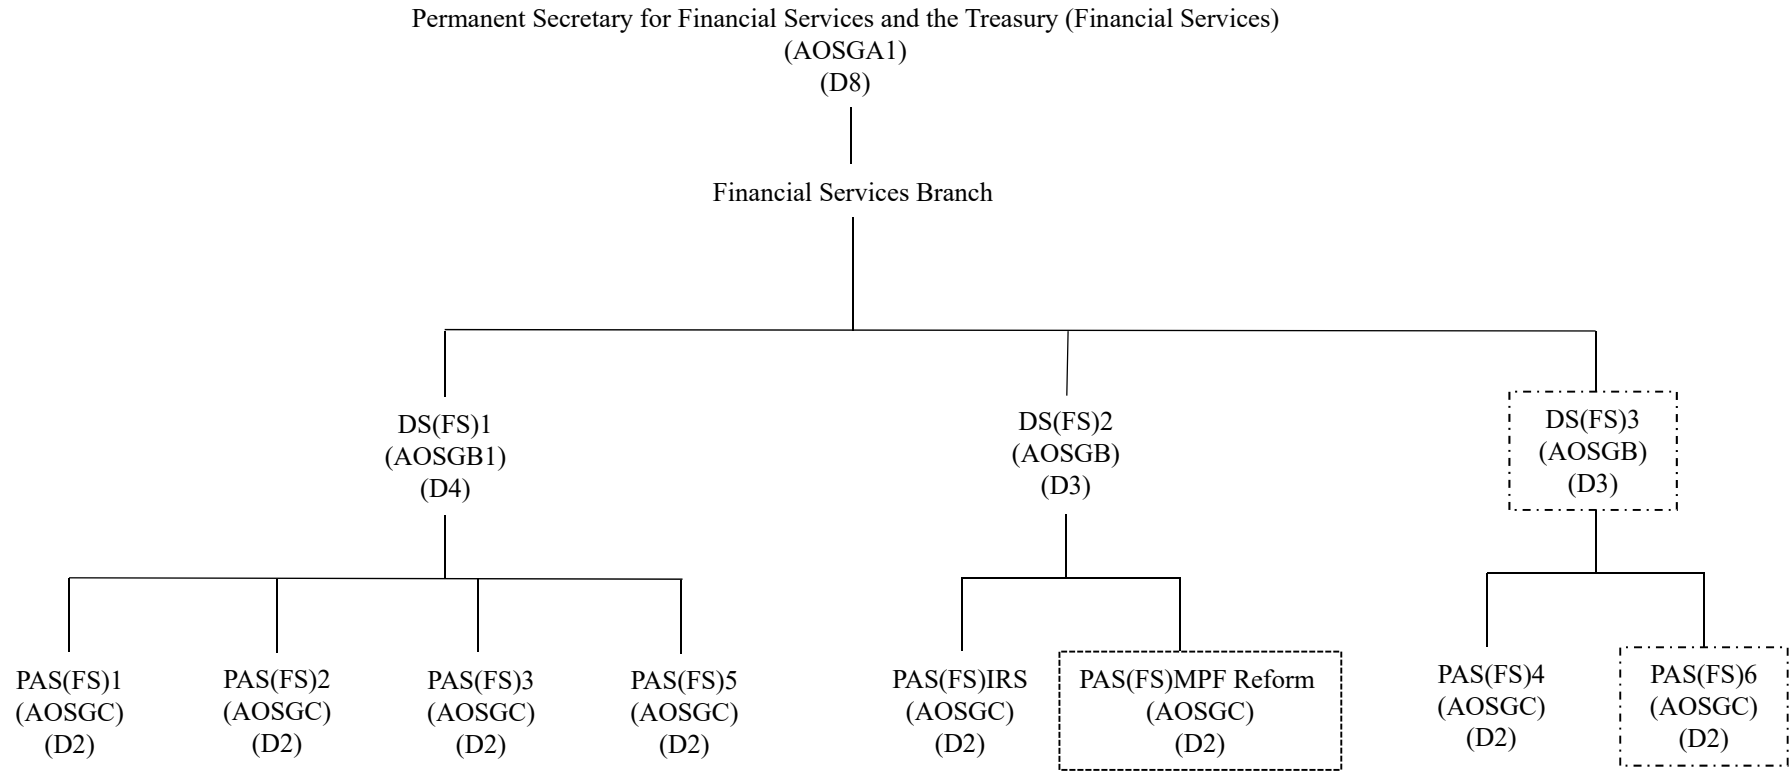 Permanent Secretary for Financial Services and the Treasury (Financial Services)
(AOSGA1)
(D8)
Financial Services Branch
DS(FS)1
(AOSGB1)
(D4)
DS(FS)2
(AOSGB)
(D3)
DS(FS)3
(AOSGB)
(D3)
PAS(FS)1
(AOSGC)
(D2)
PAS(FS)2
(AOSGC)
(D2)
PAS(FS)3
(AOSGC)
(D2)
PAS(FS)5
(AOSGC)
(D2)
PAS(FS)IRS
(AOSGC)
(D2)
PAS(FS)MPF Reform
(AOSGC)
(D2)
PAS(FS)4
(AOSGC)
(D2)
PAS(FS)6
(AOSGC)
(D2)